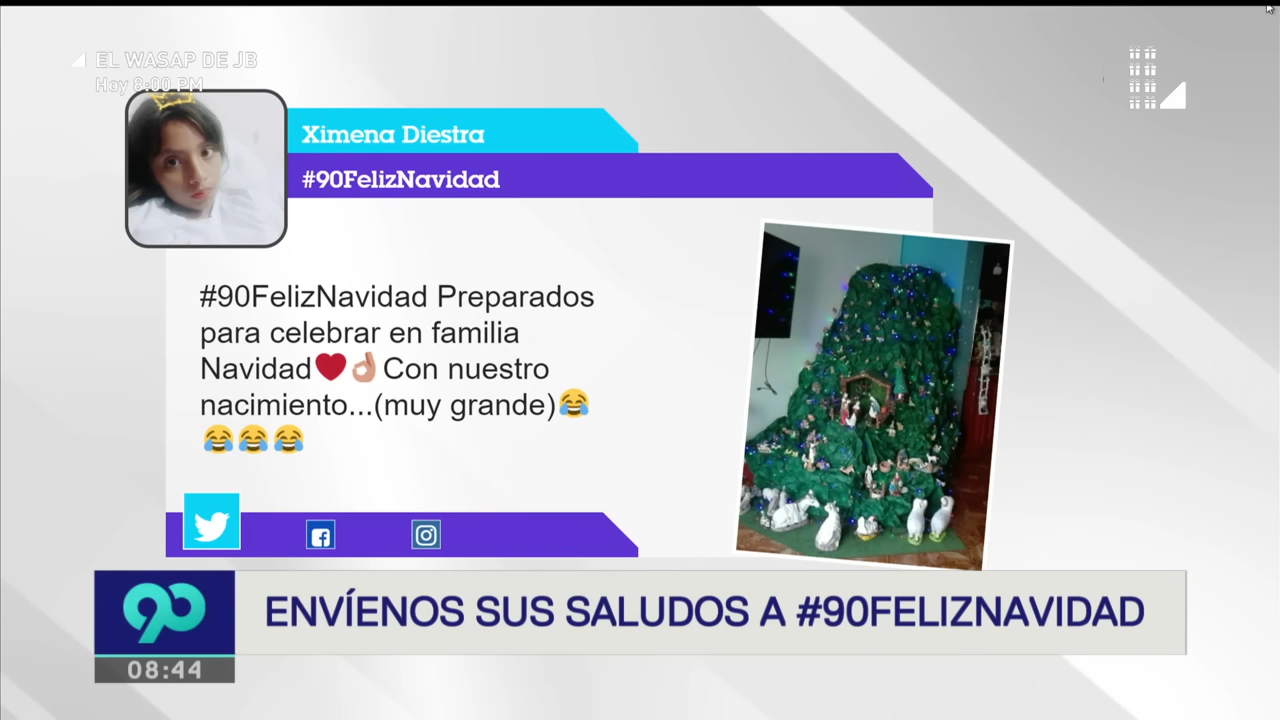 EL WASAP DE JB
Hoy 8:00 PM
Ximena Diestra
#90FelizNavidad
#90FelizNavidad Preparados
para celebrar en familia
Navidad❤️👌🏼Con nuestro
nacimiento...(muy grande)😂
😂😂😂
90
ENVÍENOS SUS SALUDOS A #90FELIZNAVIDAD
08:44